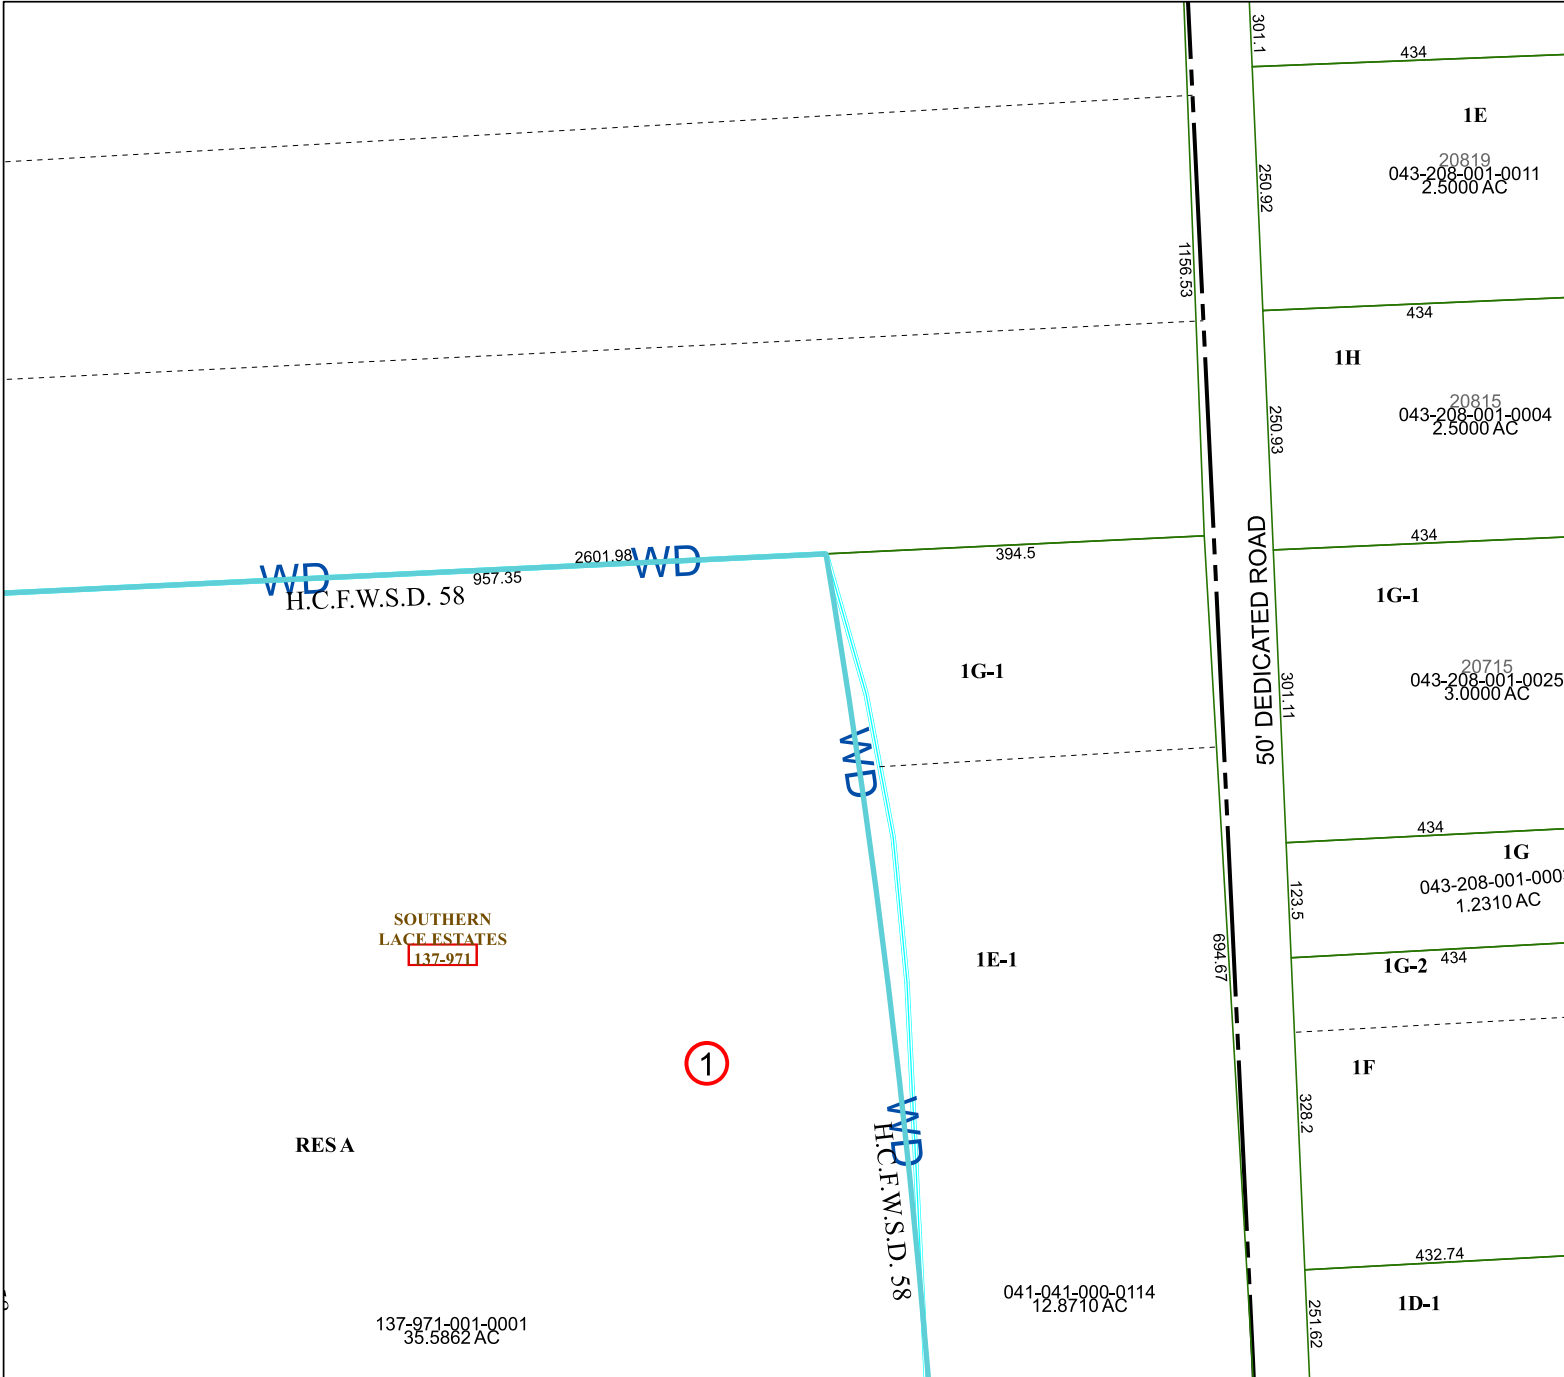 301.1
434
1E
20819
043-208-001-0011
2.5000 AC
250.92
1156.53
434
1H
20815
043-208-001-0004
2.5000 AC
250.93
434
50' DEDICATED ROAD
2601.98
WD
WD
957.35
394.5
H.C.F.W.S.D. 58
1G-1
1G-1
20715
043-208-001-0025
3.0000 AC
301.11
WD
434
1G
043-208-001-000
1.2310 AC
123.5
SOUTHERN
LACE ESTATES
137-971
1E-1
694.67
1G-2
434
1
1F
328.2
WD
H.C.F.W.S.D. 58
RES A
432.74
041-041-000-0114
12.8710 AC
1D-1
251.62
137-971-001-0001
35.5862 AC